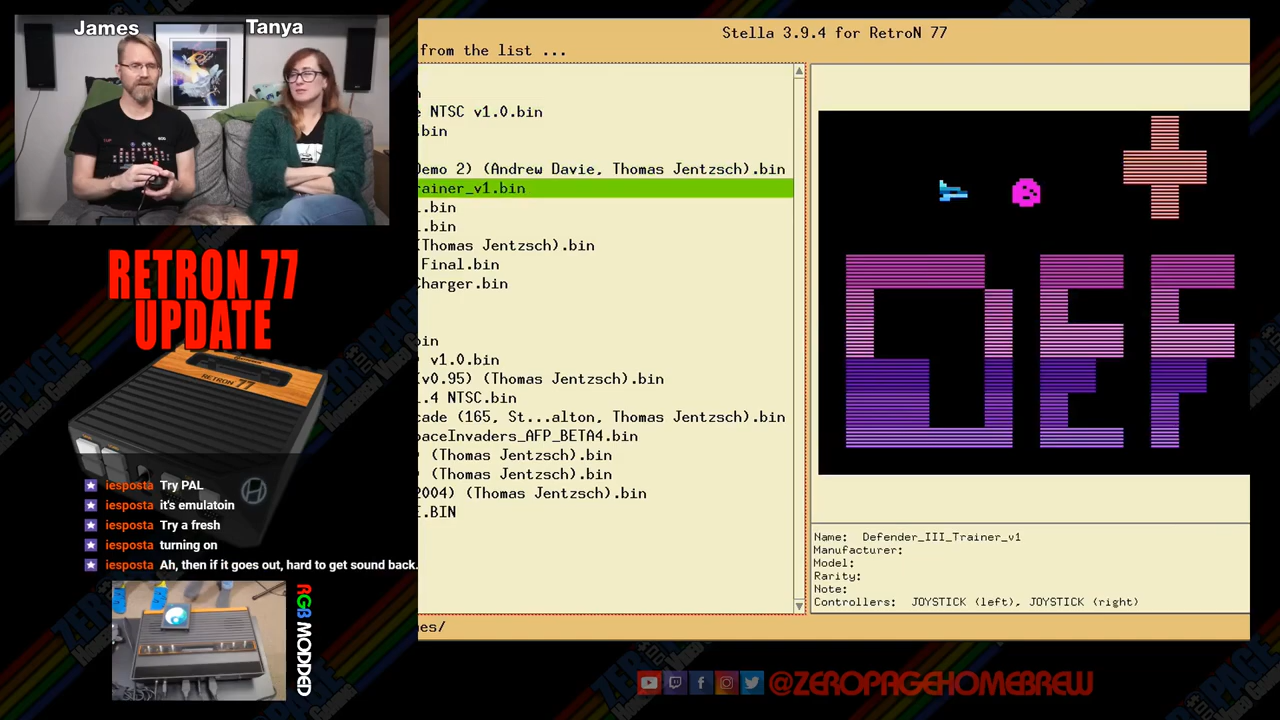 James
Tanya
RETRON 77
UPDATE
RETRON 77
iesposta Try PAL
iesposta it's emulatoin
iesposta Try a fresh
iesposta turning on
iesposta Ah, then if it goes out, hard to get sound back.
RGB MODDED
Stella 3.9.4 for RetroN 77
from the list ...
NTSC v1.0.bin
.bin
Demo 2) (Andrew Davie, Thomas Jentzsch).bin
rainer_v1.bin
.bin
.bin
(Thomas Jentzsch).bin
Final.bin
Charger.bin
bin
v1.0.bin
(v0.95) (Thomas Jentzsch).bin
.4 NTSC.bin
cade (165, St...alton, Thomas Jentzsch).bin
paceInvaders_AFP_BETA4.bin
(Thomas Jentzsch).bin
(Thomas Jentzsch).bin
2004) (Thomas Jentzsch).bin
E.BIN
es/
DEF
Name: Defender_III_Trainer_v1
Manufacturer:
Model:
Rarity:
Note:
Controllers: JOYSTICK (left), JOYSTICK (right)
@ZEROPAGEHOMEBREW